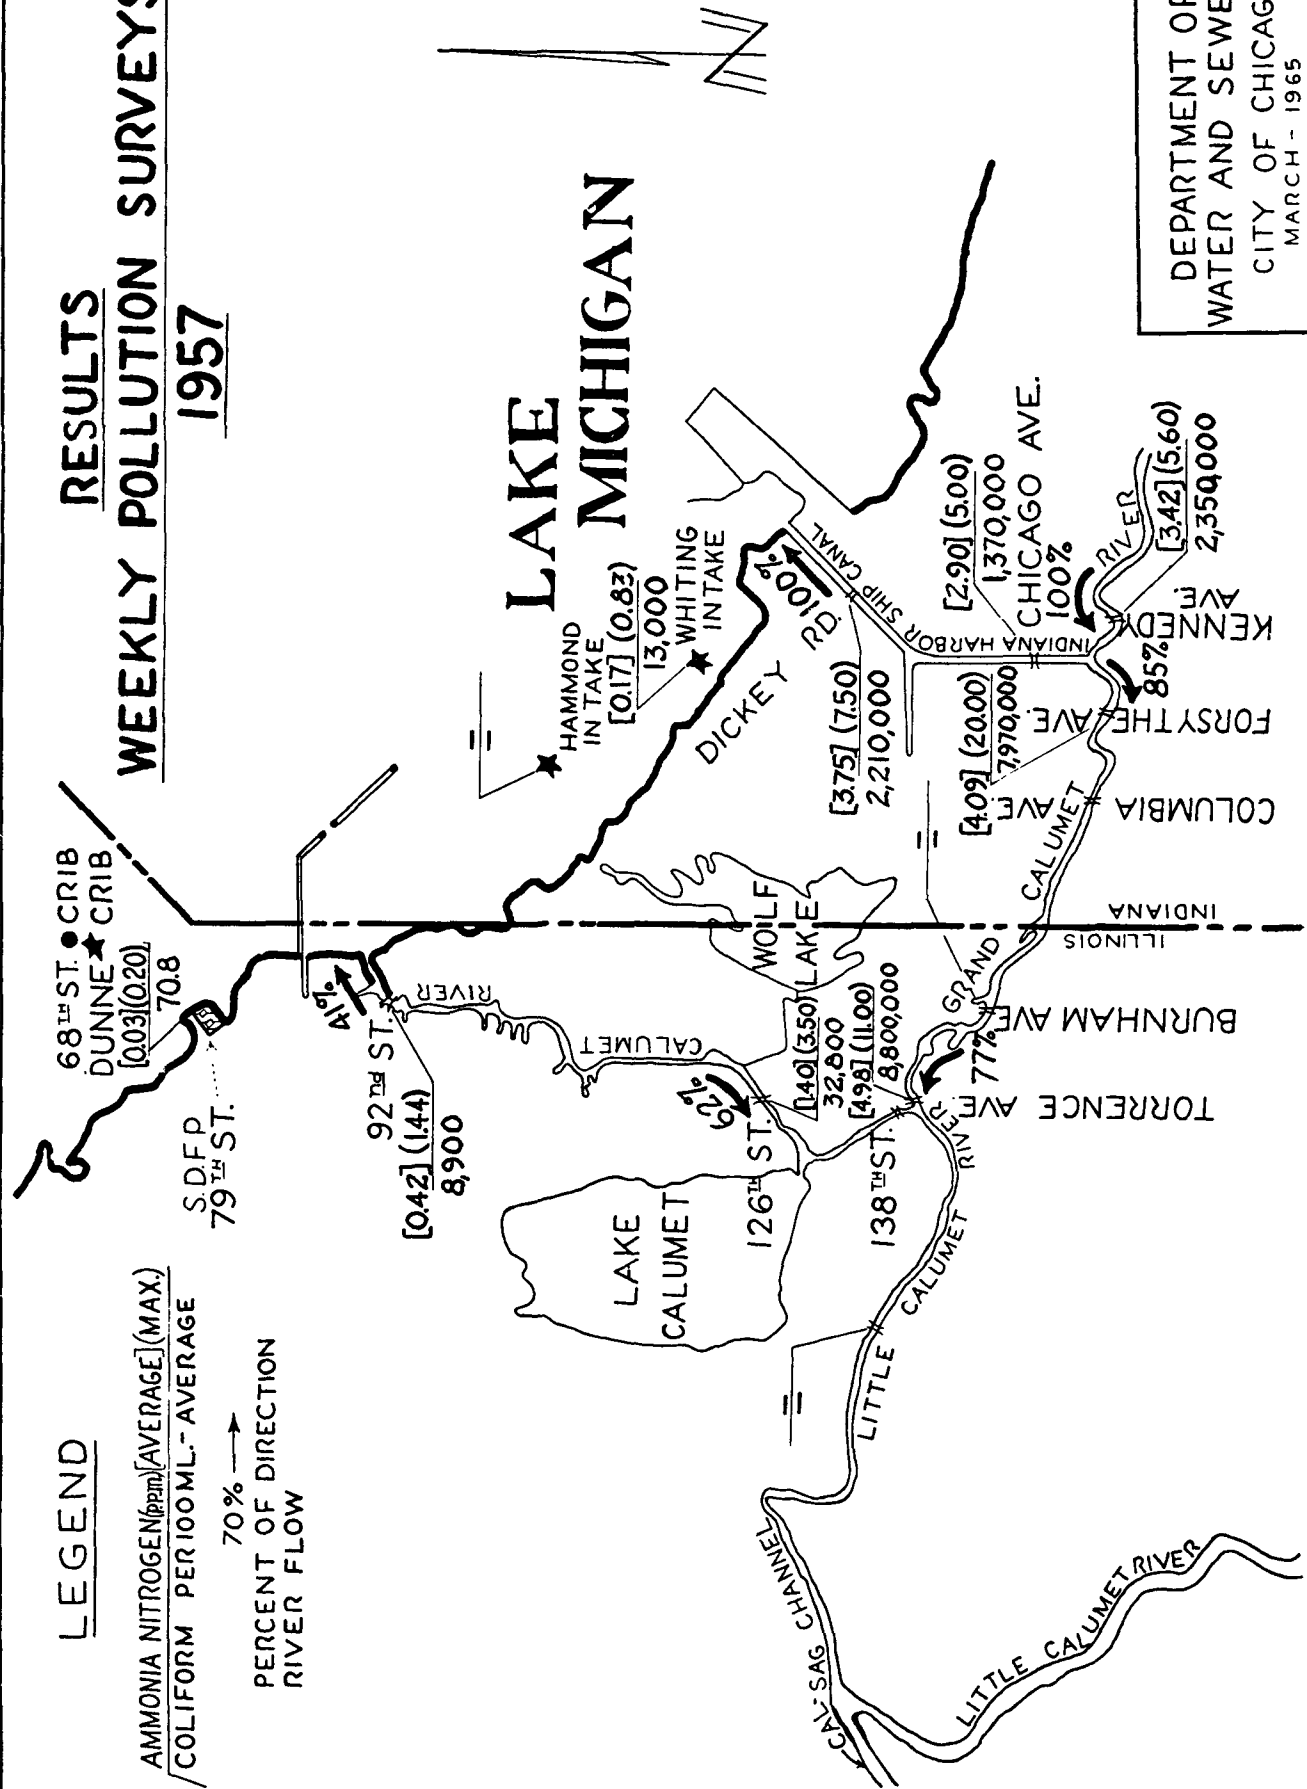 RESULTS
WEEKLY POLLUTION SURVEYS
1957
LAKE
MICHIGAN
68TH ST. CRIB
DUNNE CRIB
[0.03](0.20)
70.8
S.D.F.P.
79TH ST.
41%
92nd ST.
[0.42](1.44)
8,900
CALUMET
RIVER
HAMMOND
INTAKE
=
[0.17](0.83)
13,000
WHITING
INTAKE
DICKEY RD.
100%
[3.75](7.50)
2,210,000
INDIANA HARBOR SHIP CANAL
[2.90](5.00)
1,370,000
CHICAGO AVE.
100%
RIVER
[3.42](5.60)
2,350,000
KENNEDY
AVE.
85%
FORSYTHE AVE.
[4.09](20.00)
7,970,000
COLUMBIA AVE.
=
GRAND CALUMET
WOLF
LAKE
ILLINOIS
INDIANA
BURNHAM AVE
77%
TORRENCE AVE.
RIVER
62%
126TH ST.
[1.40](3.50)
32,800
138TH ST.
[4.98](11.00)
8,800,000
LAKE
CALUMET
LITTLE CALUMET
RIVER
=
CAL-SAG CHANNEL
LITTLE CALUMET RIVER
LEGEND
AMMONIA NITROGEN(ppm)[AVERAGE](MAX.)
COLIFORM PER 100 ML.-AVERAGE
70%
PERCENT OF DIRECTION
RIVER FLOW
DEPARTMENT OF
WATER AND SEWE
CITY OF CHICAG
MARCH - 1965